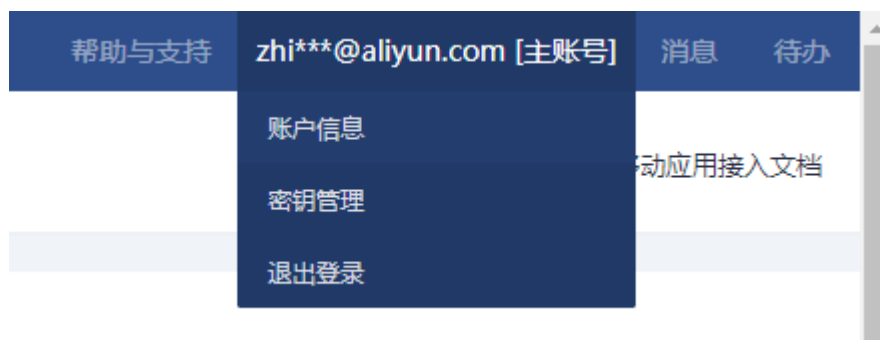 帮助与支持 zhi***@aliyun.com [主账号] 消息 待办
账户信息
动应用接入文档
密钥管理
退出登录